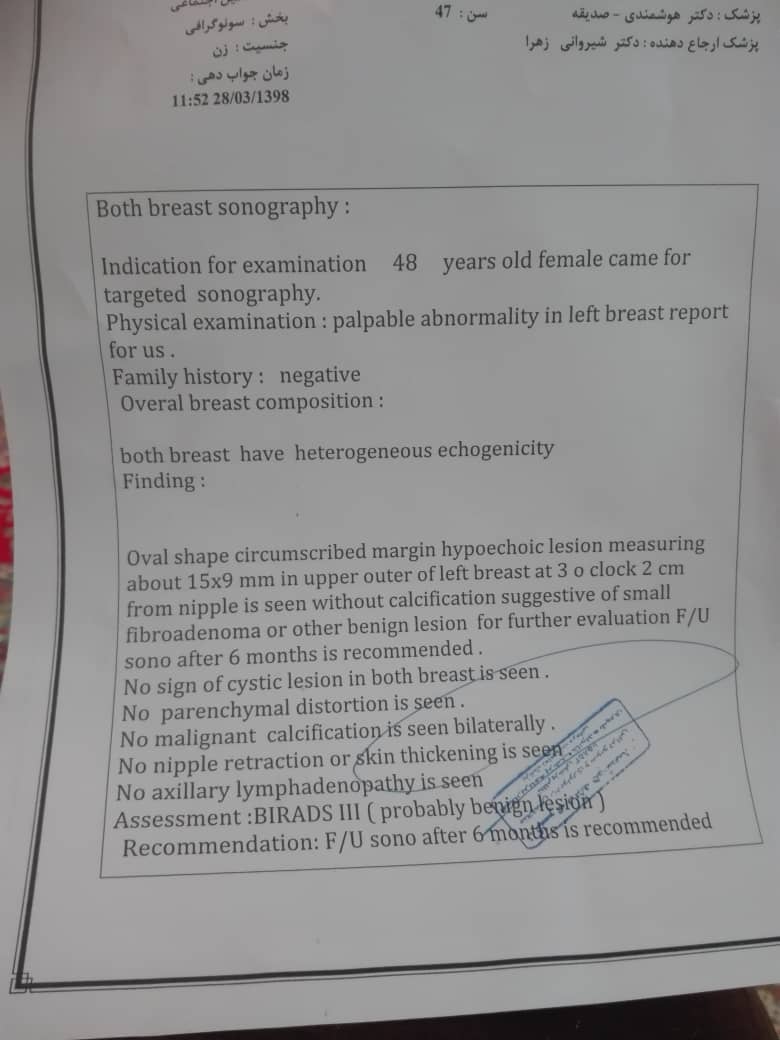 پزشک : دکتر هوشمندی - صدیقه
سن : 47
پزشک ارجاع دهنده : دکتر شیروانی زهرا
بخش : سونوگرافی
جنسیت : زن
زمان جواب دهی :
11:52 28/03/1398
Both breast sonography :
Indication for examination 48 years old female came for
targeted sonography.
Physical examination : palpable abnormality in left breast report
for us .
Family history : negative
Overal breast composition :
both breast have heterogeneous echogenicity
Finding :
Oval shape circumscribed margin hypoechoic lesion measuring
about 15x9 mm in upper outer of left breast at 3 o clock 2 cm
from nipple is seen without calcification suggestive of small
fibroadenoma or other benign lesion for further evaluation F/U
sono after 6 months is recommended .
No sign of cystic lesion in both breast is seen .
No parenchymal distortion is seen .
No malignant calcification is seen bilaterally .
No nipple retraction or skin thickening is seen .
No axillary lymphadenopathy is seen
Assessment :BIRADS III ( probably benign lesion )
Recommendation: F/U sono after 6 months is recommended